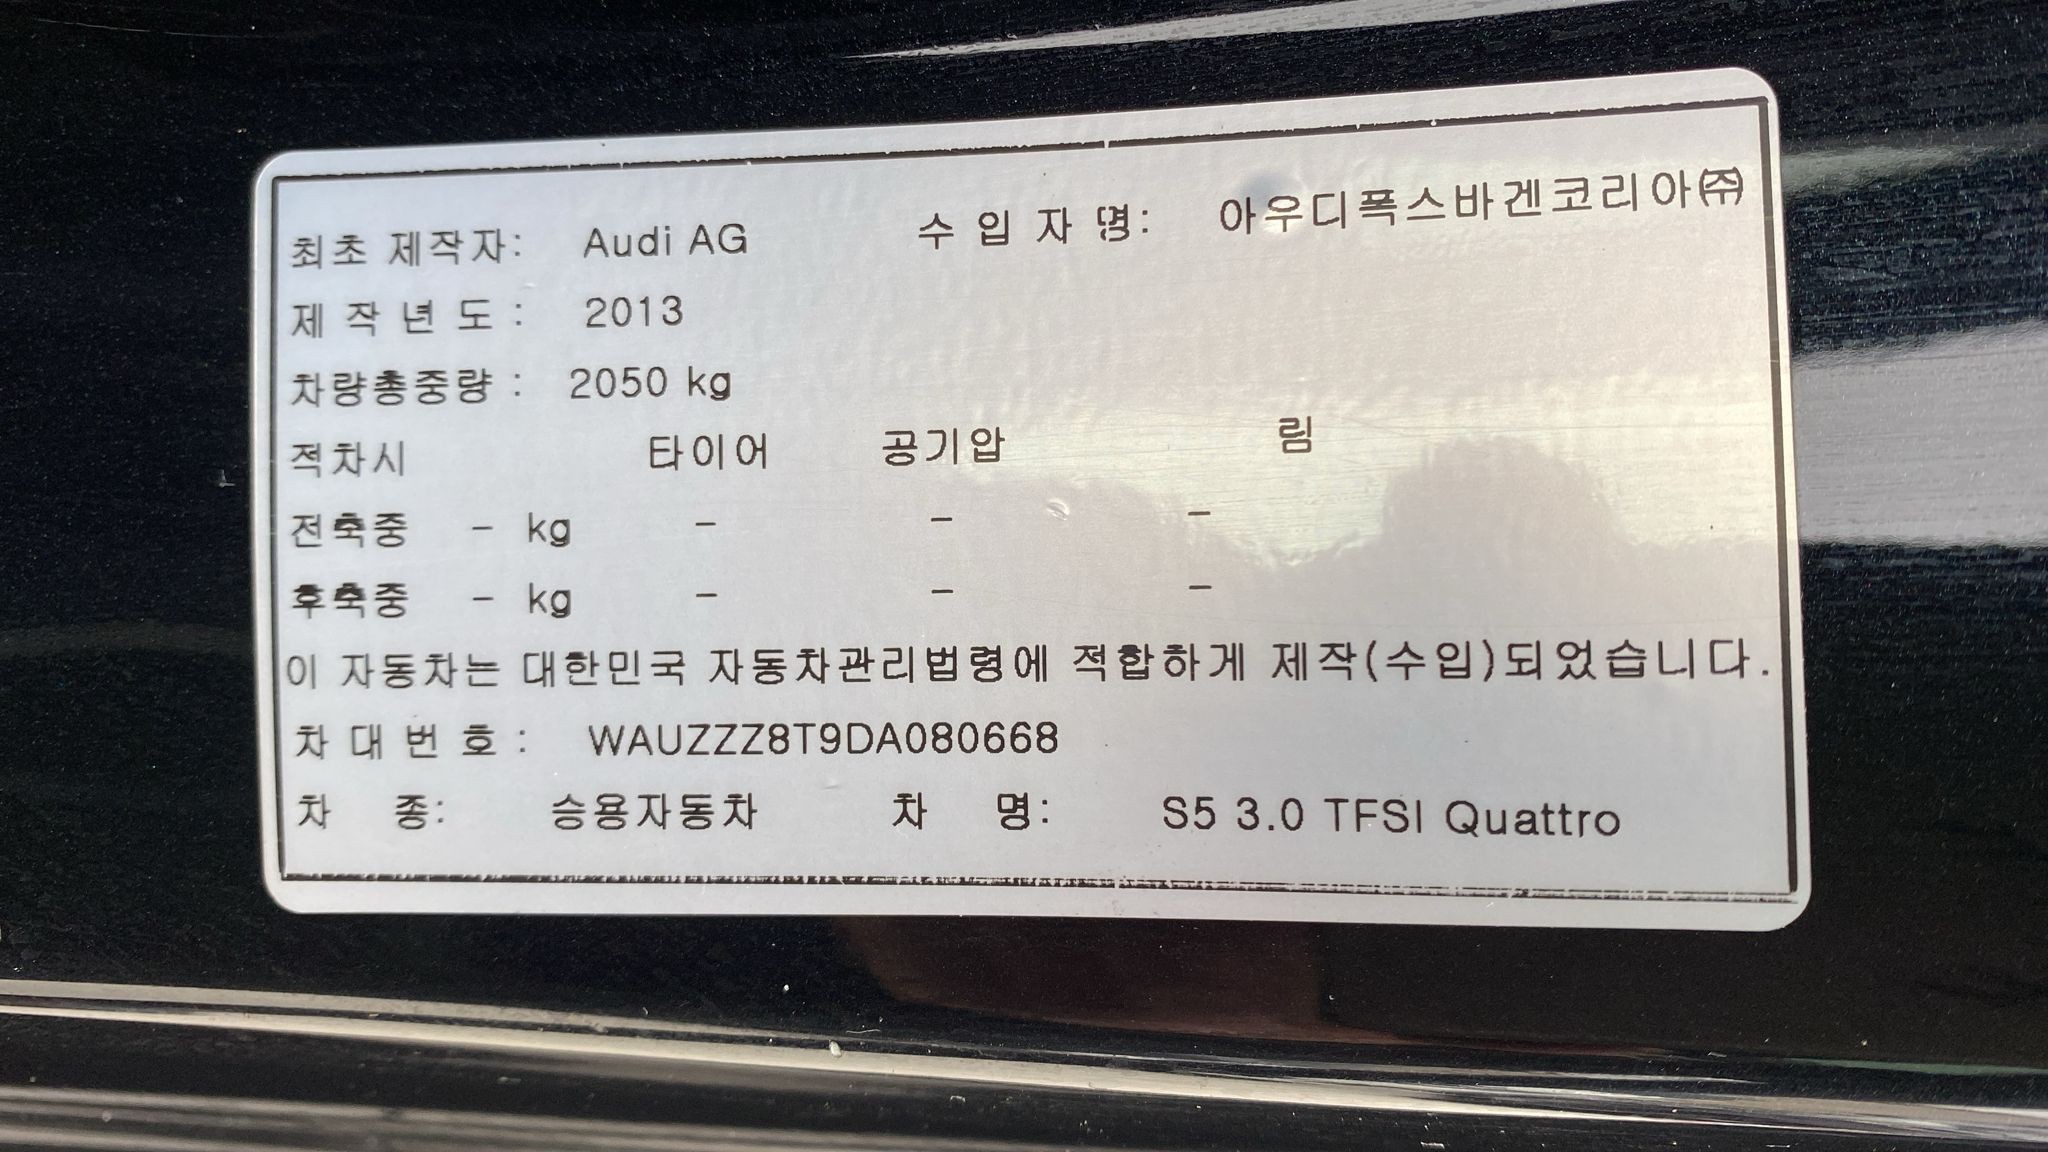 최초 제작자: Audi AG 수 입 자 명: 아우디폭스바겐코리아㈜
제 작 년 도 : 2013
차량총중량 : 2050 kg
적차시 타이어 공기압 림
전축중 - kg - - -
후축중 - kg - - -
이 자동차는 대한민국 자동차관리법령에 적합하게 제작(수입)되었습니다.
차 대 번 호 : WAUZZZ8T9DA080668
차 종: 승용자동차 차 명: S5 3.0 TFSI Quattro